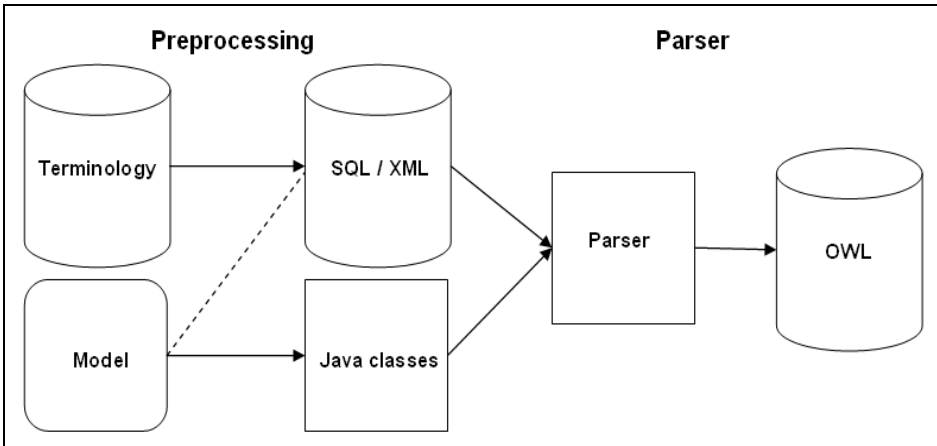 Preprocessing
Parser
Terminology
SQL / XML
Parser
OWL
Model
Java classes